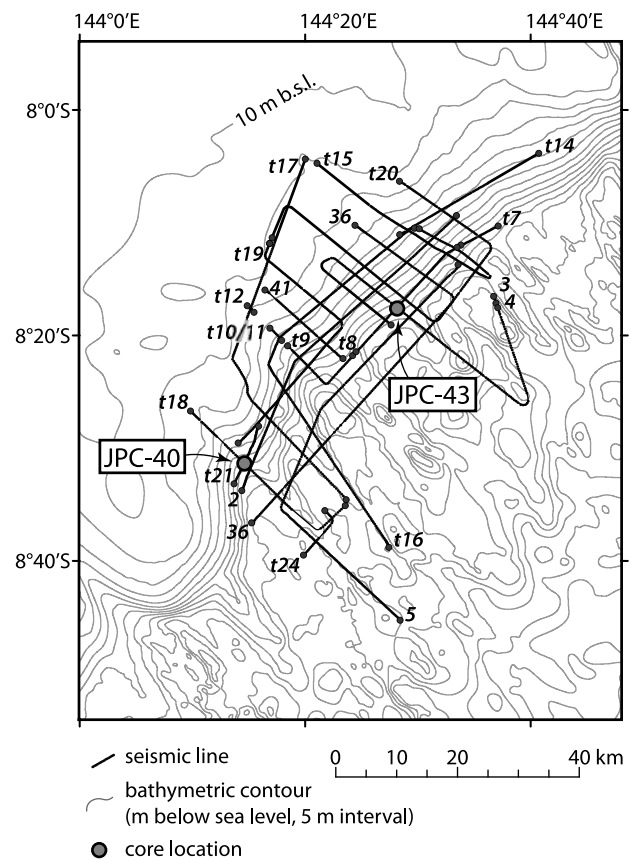 144°0'E 144°20'E 144°40'E
8°0'S
10 m b.s.l.
t14
t17 t15
t20
36
t7
t19
41
3
t12
4
8°20'S
t10/11
t9
t8
JPC-43
t18
JPC-40
t21
2
36
t16
t24
8°40'S
5
seismic line
0 10 20 40 km
bathymetric contour
(m below sea level, 5 m interval)
core location